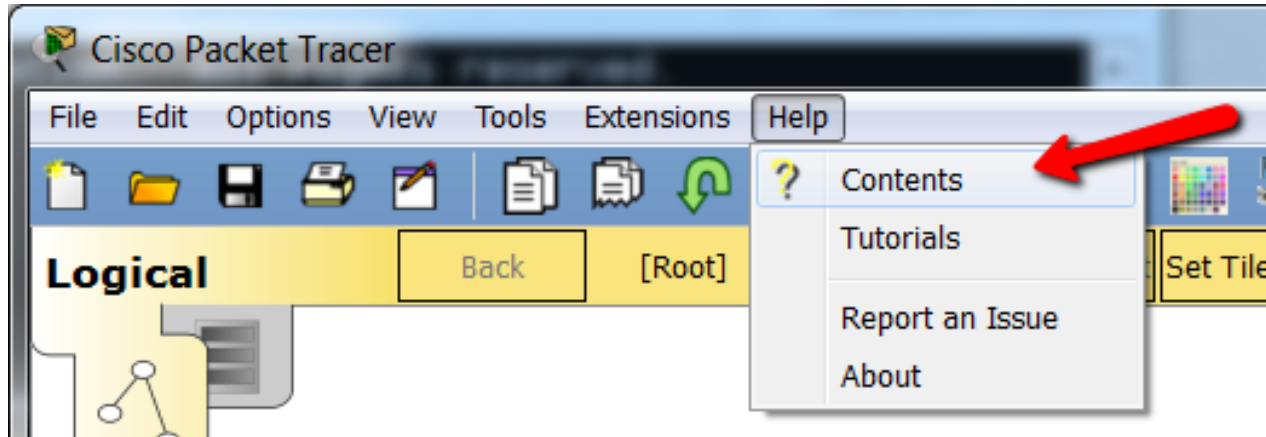 Cisco Packet Tracer
reserved.
File Edit Options View Tools Extensions Help
Contents
Tutorials
Report an Issue
About
Logical Back [Root] Set Tile